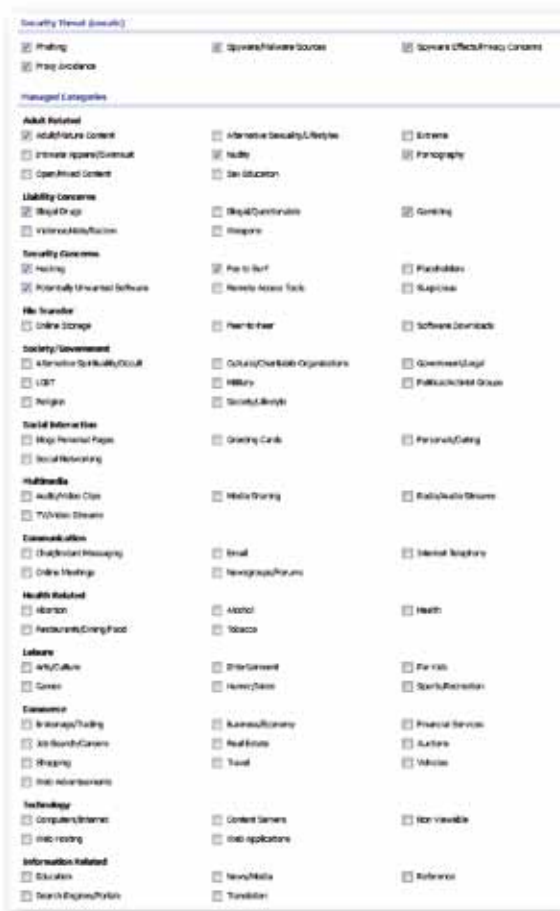 Security Threat
Phishing Spyware/Malware Sources Spyware Effects/Privacy Concerns
Proxy Avoidance
Managed Categories
Adult Related
Adult/Mature Content Alternative Sexuality/Lifestyles Extreme
Intimate Apparel/Swimsuit Nudity Pornography
Open/Mixed Content Sex Education
Liability Concerns
Illegal Drugs Illegal/Questionable Gambling
Violence/Hate/Racism Weapons
Security Concerns
Hacking Pay to Surf Placeholders
Potentially Unwanted Software Remote Access Tools Suspicious
File Transfer
Online Storage Peer-to-Peer Software Downloads
Society/Government
Alternative Spirituality/Occult Cultural/Charitable Organizations Government/Legal
LGBT Military Political/Activist Groups
Religion Society/Lifestyle
Social Interaction
Blogs Personal Pages Greeting Cards Personals/Dating
Social Networking
Multimedia
Audio/Video Clips Media Sharing Radio/Audio Streams
TV/Video Streams
Communication
Chat/Instant Messaging Email Internet Telephony
Online Meetings Newsgroups/Forums
Health Related
Abortion Alcohol Health
Restaurants/Dining/Food Tobacco
Leisure
Arts/Culture Entertainment For Kids
Games Humor/Jokes Sports/Recreation
Commerce
Brokerage/Trading Business/Economy Financial Services
Job Search/Careers Real Estate Auctions
Shopping Travel Vehicles
Web Advertisements
Technology
Computers/Internet Content Servers Non Viewable
Web Hosting Web Applications
Information Related
Education News/Media Reference
Search Engines/Portals Translation